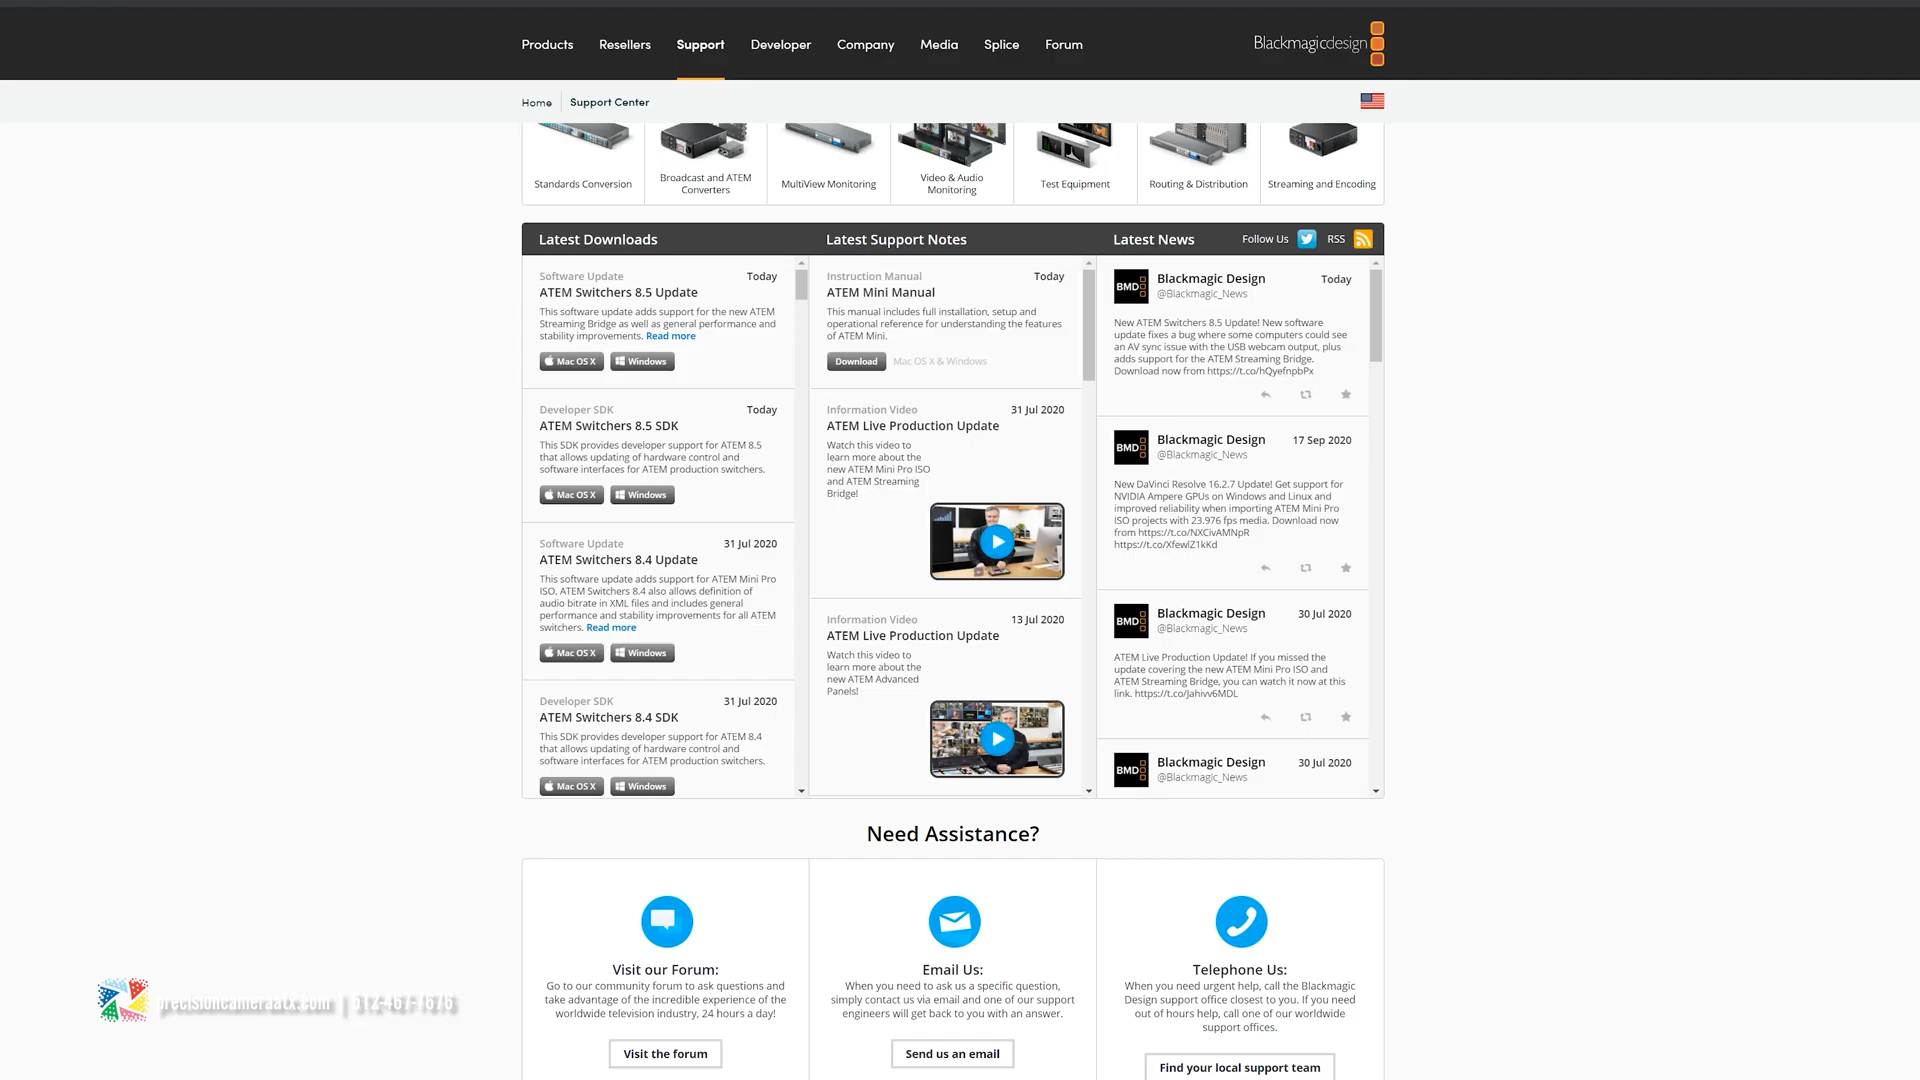 Products Resellers Support Developer Company Media Splice Forum Blackmagicdesign
Home Support Center
Standards Conversion
Broadcast and ATEM
Converters
MultiView Monitoring
Video & Audio
Monitoring
Test Equipment
Routing & Distribution
Streaming and Encoding
Latest Downloads
Software Update Today
ATEM Switchers 8.5 Update
This software update adds support for the new ATEM
Streaming Bridge as well as general performance and
stability improvements. Read more
Mac OS X Windows
Developer SDK Today
ATEM Switchers 8.5 SDK
This SDK provides developer support for ATEM 8.5
that allows updating of hardware control and
software interfaces for ATEM production switchers.
Mac OS X Windows
Software Update 31 Jul 2020
ATEM Switchers 8.4 Update
This software update adds support for ATEM Mini Pro
ISO. ATEM Switchers 8.4 also allows definition of
audio bitrate in XML files and includes general
performance and stability improvements for all ATEM
switchers. Read more
Mac OS X Windows
Developer SDK 31 Jul 2020
ATEM Switchers 8.4 SDK
This SDK provides developer support for ATEM 8.4
that allows updating of hardware control and
software interfaces for ATEM production switchers.
Mac OS X Windows
Latest Support Notes
Instruction Manual Today
ATEM Mini Manual
This manual includes full installation, setup and
operational reference for understanding the features
of ATEM Mini.
Download Mac OS X & Windows
Information Video 31 Jul 2020
ATEM Live Production Update
Watch this video to
learn more about the
new ATEM Mini Pro ISO
and ATEM Streaming
Bridge!
Information Video 13 Jul 2020
ATEM Live Production Update
Watch this video to
learn more about the
new ATEM Advanced
Panels!
Latest News Follow Us RSS
BMD Blackmagic Design Today
@Blackmagic_News
New ATEM Switchers 8.5 Update! New software
update fixes a bug where some computers could see
an AV sync issue with the USB webcam output, plus
adds support for the ATEM Streaming Bridge.
Download now from https://t.co/hQyefnpbPx
BMD Blackmagic Design 17 Sep 2020
@Blackmagic_News
New DaVinci Resolve 16.2.7 Update! Get support for
NVIDIA Ampere GPUs on Windows and Linux and
improved reliability when importing ATEM Mini Pro
ISO projects with 23.976 fps media. Download now
from https://t.co/NXCivAMNpR
https://t.co/XfewlZ1kKd
BMD Blackmagic Design 30 Jul 2020
@Blackmagic_News
ATEM Live Production Update! If you missed the
update covering the new ATEM Mini Pro ISO and
ATEM Streaming Bridge, you can watch it now at this
link. https://t.co/Jahivv6MDL
BMD Blackmagic Design 30 Jul 2020
@Blackmagic_News
Need Assistance?
Visit our Forum:
Go to our community forum to ask questions and
take advantage of the incredible experience of the
worldwide television industry, 24 hours a day!
Visit the forum
Email Us:
When you need to ask us a specific question,
simply contact us via email and one of our support
engineers will get back to you with an answer.
Send us an email
Telephone Us:
When you need urgent help, call the Blackmagic
Design support office closest to you. If you need
out of hours help, call one of our worldwide
support offices.
Find your local support team
precisioncameraatx.com | 512-467-7676